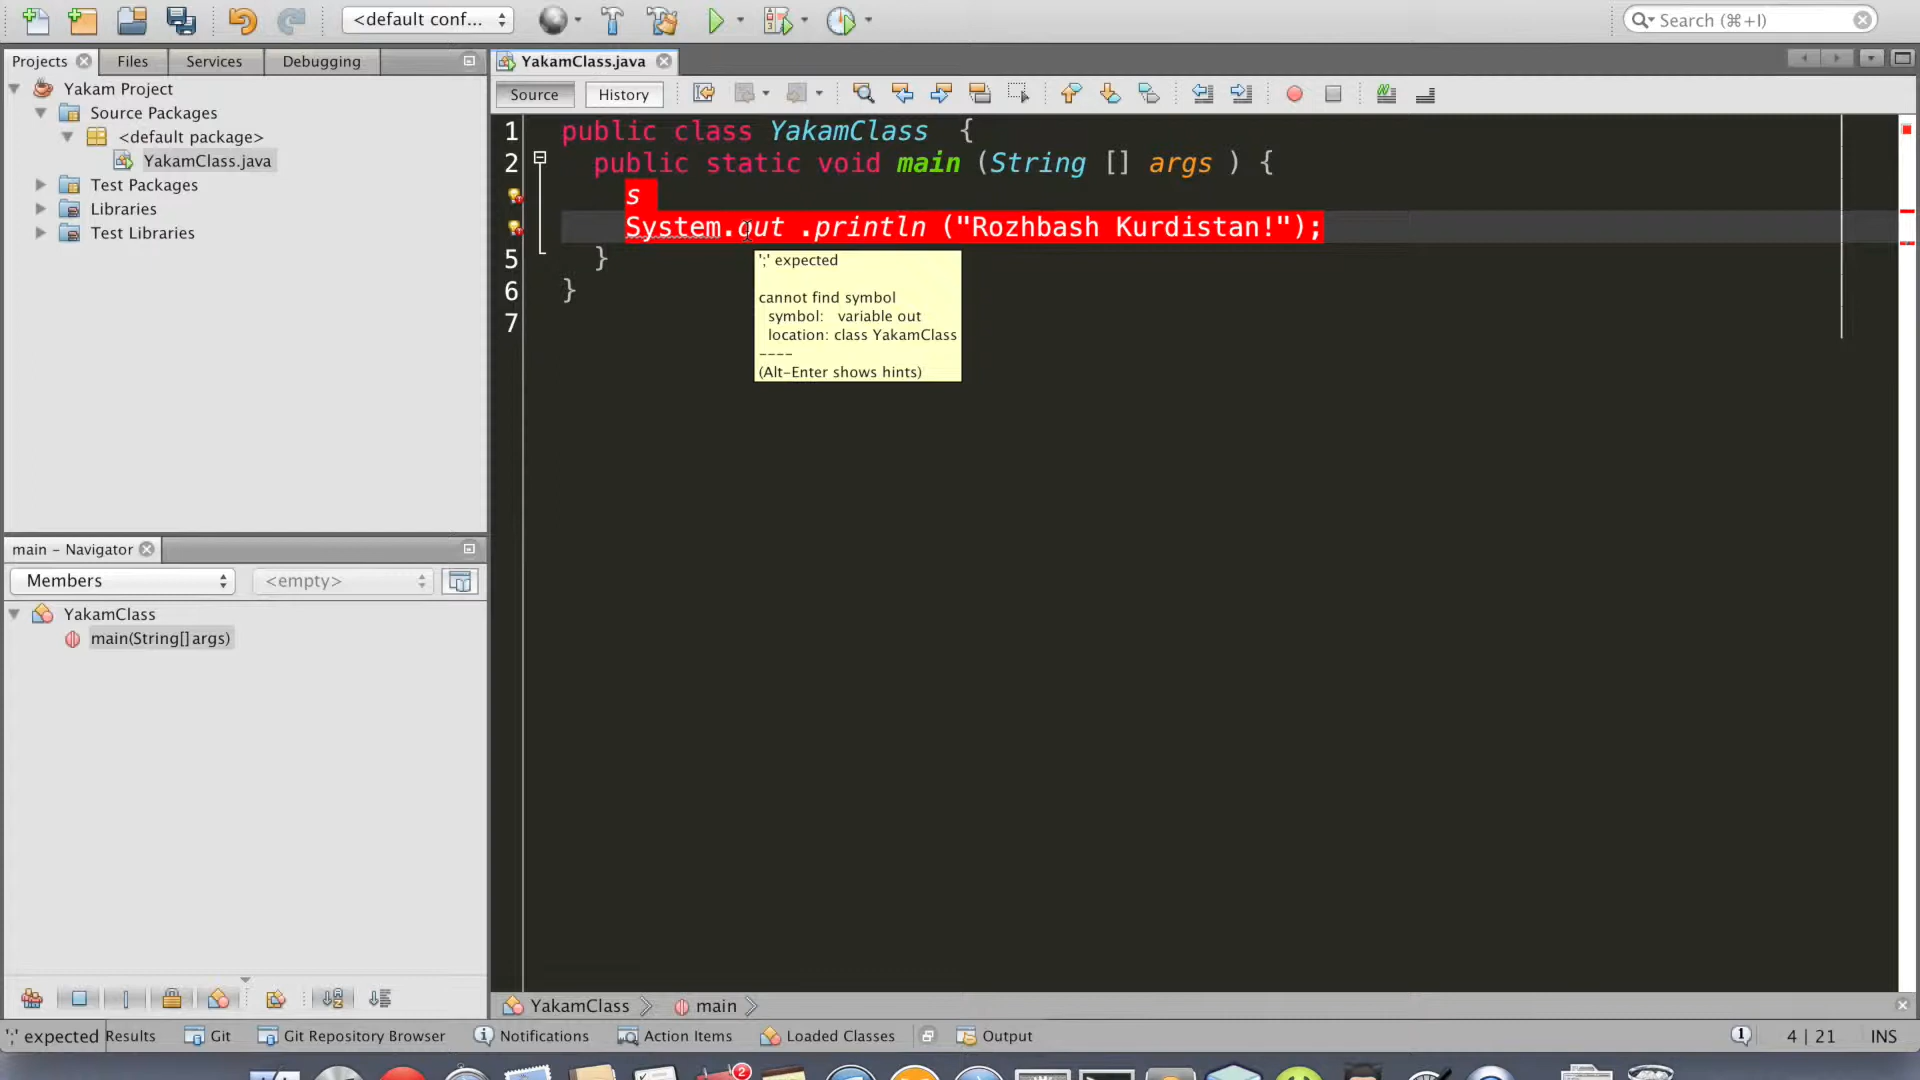 <default conf...
Search (⌘+I)
Projects
Files
Services
Debugging
YakamClass.java
Yakam Project
Source Packages
<default package>
YakamClass.java
Test Packages
Libraries
Test Libraries
Source
History
1 public class YakamClass {
2 public static void main (String [] args ) {
s
System.out .println ("Rozhbash Kurdistan!");
5 }
6 }
7
';' expected
cannot find symbol
symbol: variable out
location: class YakamClass
----
(Alt-Enter shows hints)
main - Navigator
Members
<empty>
YakamClass
main(String[] args)
YakamClass
main
';' expected
Results
Git
Git Repository Browser
Notifications
Action Items
Loaded Classes
Output
1
4 | 21
INS
2